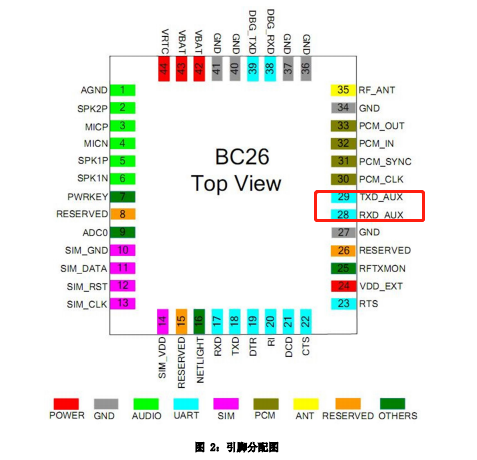 VRTC
VBAT
VBAT
GND
GND
DBG_TXD
DBG_RXD
GND
GND
44
43
42
41
40
39
38
37
36
AGND 1
SPK2P 2
MICP 3
MICN 4
SPK1P 5
SPK1N 6
PWRKEY 7
RESERVED 8
ADC0 9
SIM_GND 10
SIM_DATA 11
SIM_RST 12
SIM_CLK 13
BC26
Top View
35 RF_ANT
34 GND
33 PCM_OUT
32 PCM_IN
31 PCM_SYNC
30 PCM_CLK
29 TXD_AUX
28 RXD_AUX
27 GND
26 RESERVED
25 RFTXMON
24 VDD_EXT
23 RTS
14
15
16
17
18
19
20
21
22
SIM_VDD
RESERVED
NETLIGHT
RXD
TXD
DTR
RI
DCD
CTS
POWER GND AUDIO UART SIM PCM ANT RESERVED OTHERS
图 2：引脚分配图